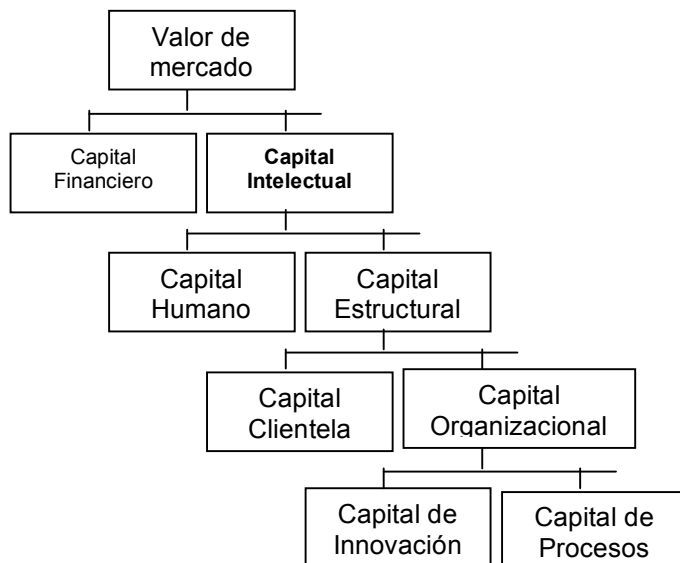 Valor de
mercado
Capital
Financiero
Capital
Intelectual
Capital
Humano
Capital
Estructural
Capital
Clientela
Capital
Organizacional
Capital de
Innovación
Capital de
Procesos